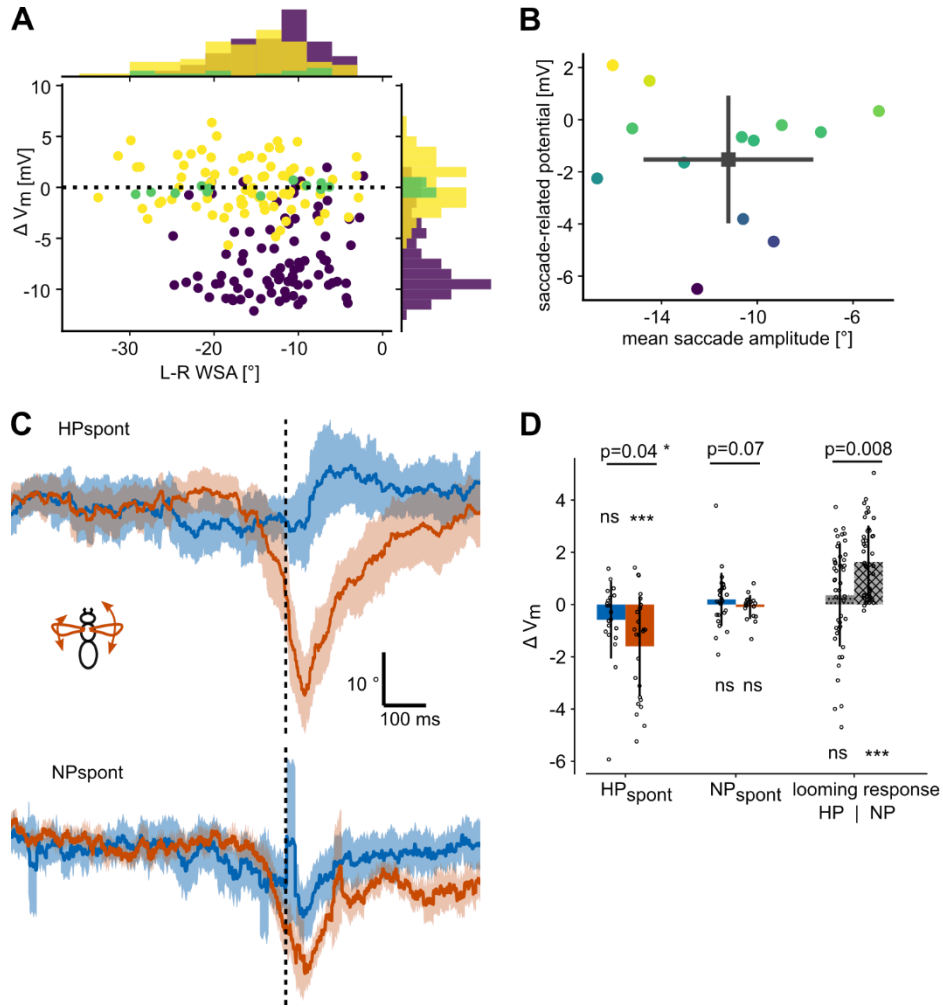 A
Δ Vm [mV]
10
5
0
-5
-10
-30
-20
-10
0
L-R WSA [°]
B
saccade-related potential [mV]
2
0
-2
-4
-6
-14
-10
-6
mean saccade amplitude [°]
C
HPspont
10 °
100 ms
NPspont
D
p=0.04 *
p=0.07
p=0.008
Δ Vm
4
2
0
-2
-4
-6
ns
***
ns ns
ns
***
HPspont
NPspont
looming response
HP | NP